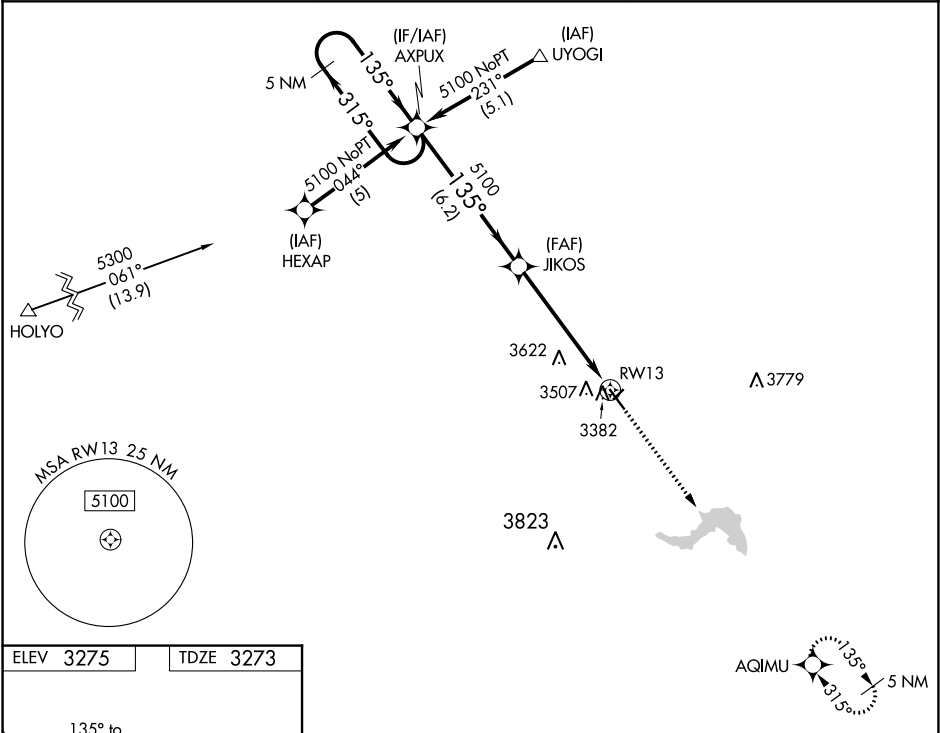 (IF/IAF)
AXPUX
(IAF)
UYOGI
5 NM
135°
315°
5100 NoPT
231°
(5.1)
5100 NoPT
044°
(5)
5100
135°
(6.2)
(IAF)
HEXAP
(FAF)
JIKOS
5300
061°
(13.9)
HOLYO
3622
3507
RW13
3779
3382
MSA RW13 25 NM
5100
3823
ELEV 3275
TDZE 3273
AQIMU
135°
315°
5 NM
135° to